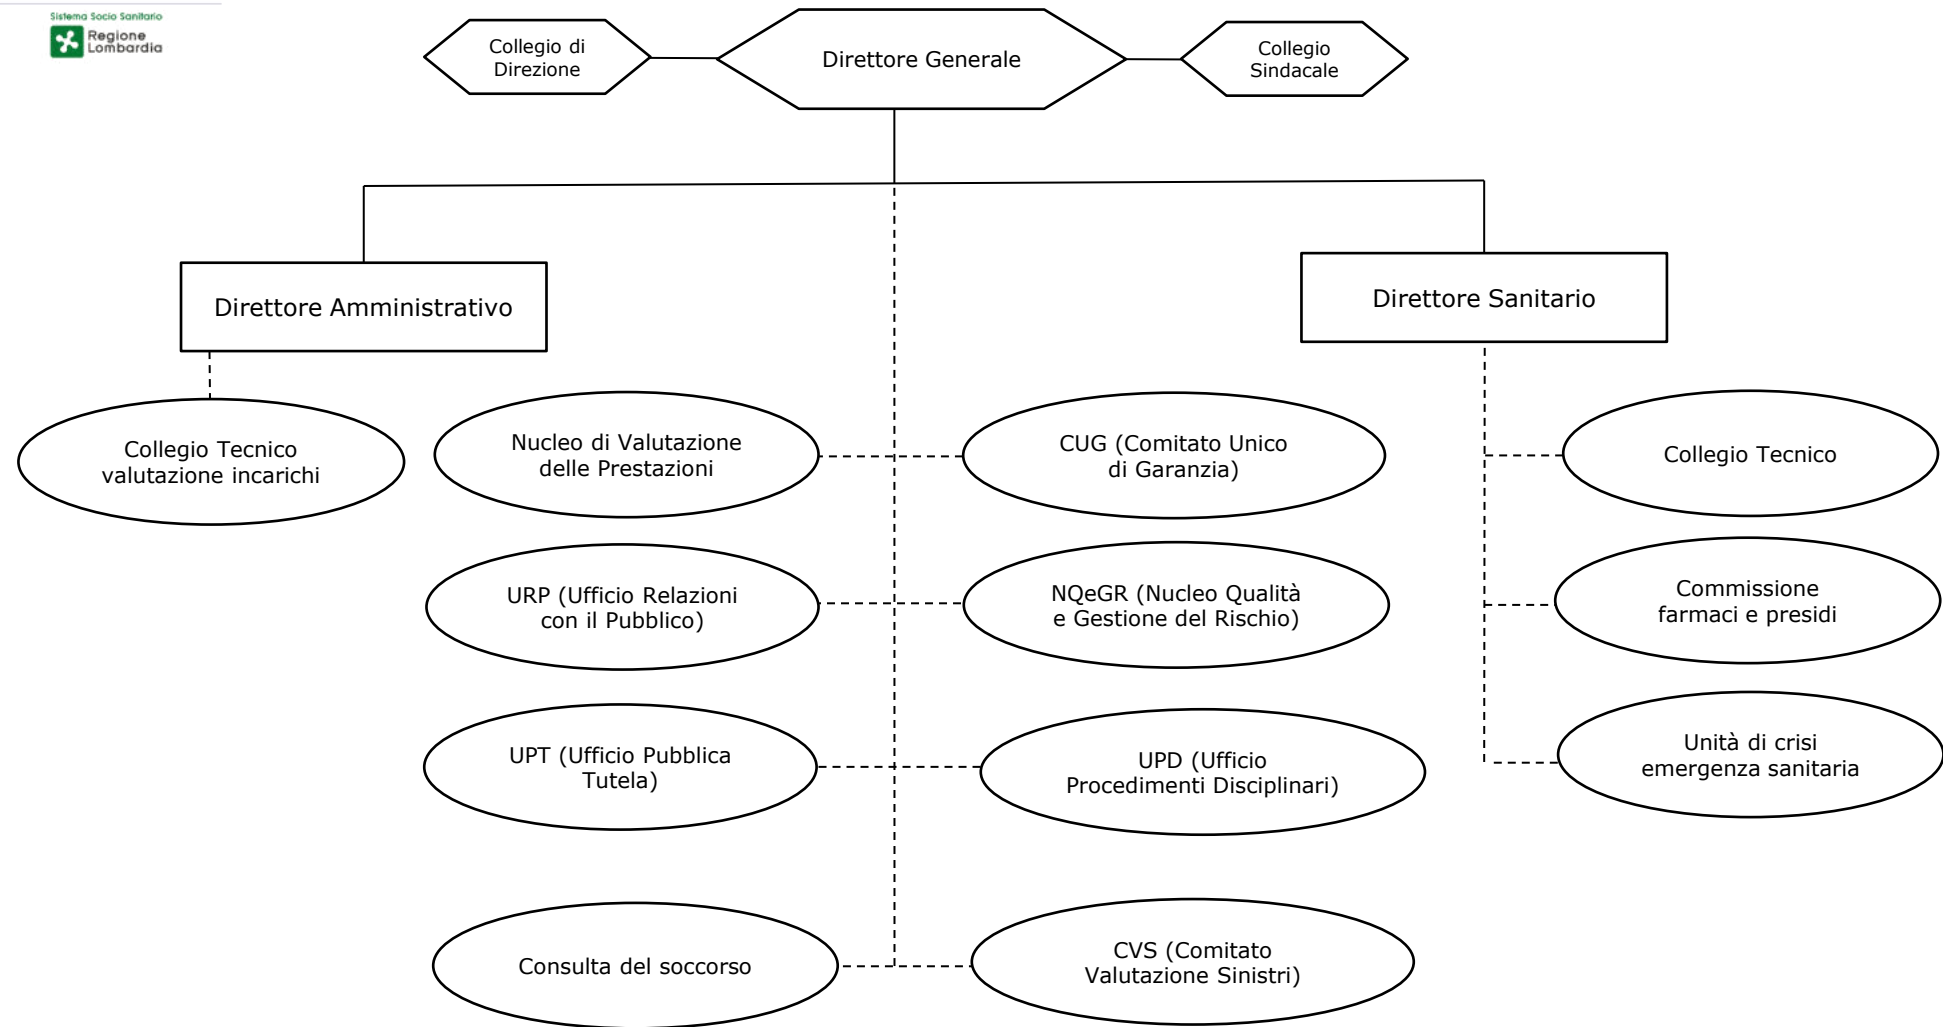 Sistema Socio Sanitario
Regione
Lombardia
Collegio di
Direzione
Direttore Generale
Collegio
Sindacale
Direttore Amministrativo
Direttore Sanitario
Collegio Tecnico
valutazione incarichi
Nucleo di Valutazione
delle Prestazioni
CUG (Comitato Unico
di Garanzia)
Collegio Tecnico
URP (Ufficio Relazioni
con il Pubblico)
NQeGR (Nucleo Qualità
e Gestione del Rischio)
Commissione
farmaci e presidi
UPT (Ufficio Pubblica
Tutela)
UPD (Ufficio
Procedimenti Disciplinari)
Unità di crisi
emergenza sanitaria
Consulta del soccorso
CVS (Comitato
Valutazione Sinistri)